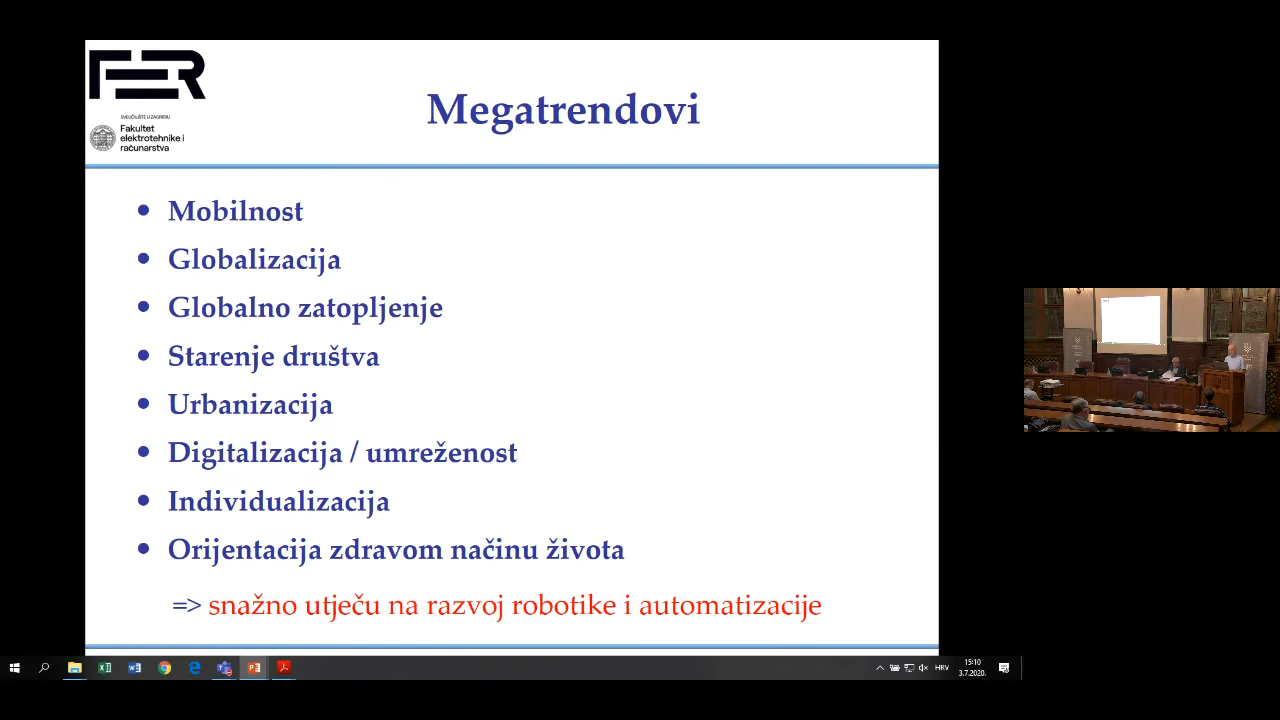 FER
SVEUČILIŠTE U ZAGREBU
Fakultet
elektrotehnike i
računarstva
Megatrendovi
• Mobilnost
• Globalizacija
• Globalno zatopljenje
• Starenje društva
• Urbanizacija
• Digitalizacija / umreženost
• Individualizacija
• Orijentacija zdravom načinu života
=> snažno utječu na razvoj robotike i automatizacije
HRV
15:10
3.7.2020.